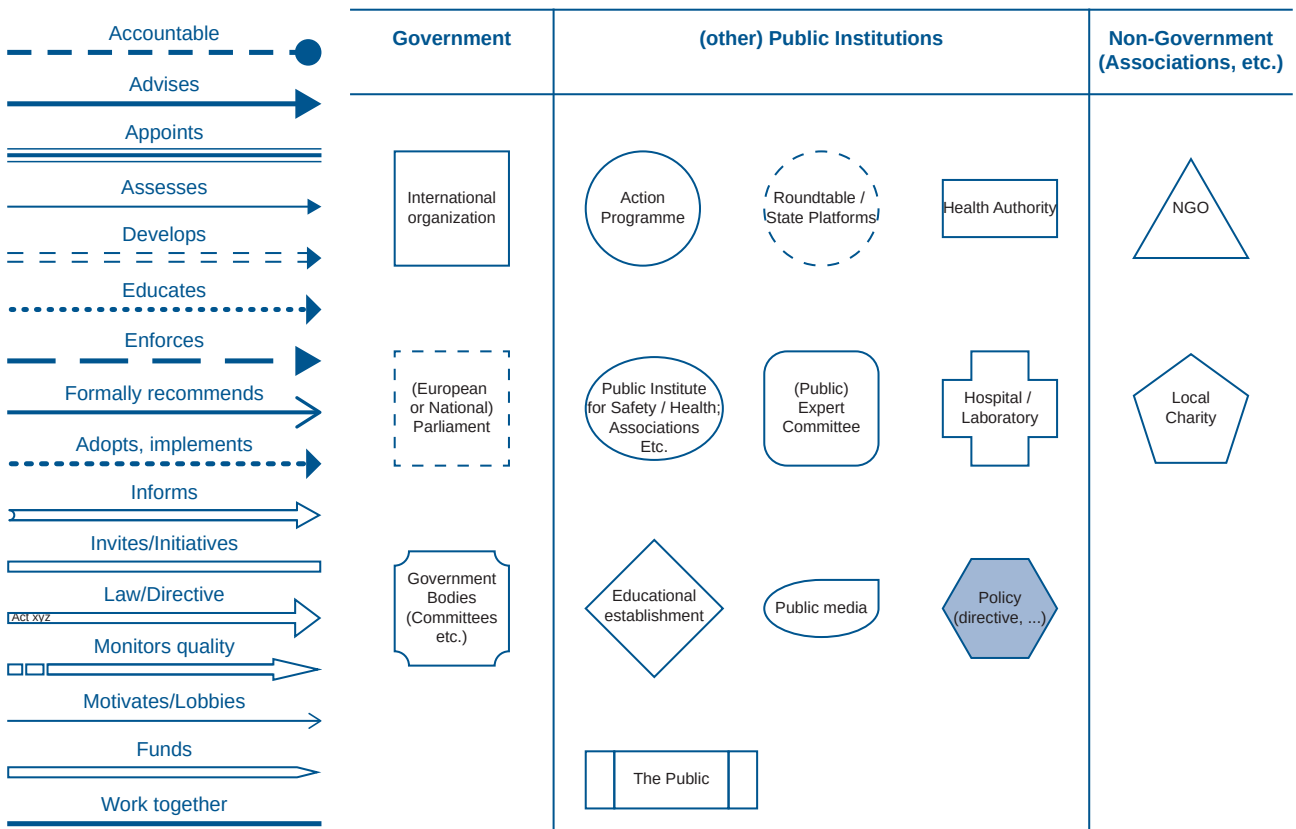 Accountable
Advises
Appoints
Assesses
Develops
Educates
Enforces
Formally recommends
Adopts, implements
Informs
Invites/Initiatives
Law/Directive
Act xyz
Monitors quality
Motivates/Lobbies
Funds
Work together
Government
(other) Public Institutions
Non-Government
(Associations, etc.)
International
organization
Action
Programme
Roundtable /
State Platforms
Health Authority
NGO
(European
or National)
Parliament
Public Institute
for Safety / Health;
Associations
Etc.
(Public)
Expert
Committee
Hospital /
Laboratory
Local
Charity
Government
Bodies
(Committees
etc.)
Educational
establishment
Public media
Policy
(directive, ...)
The Public